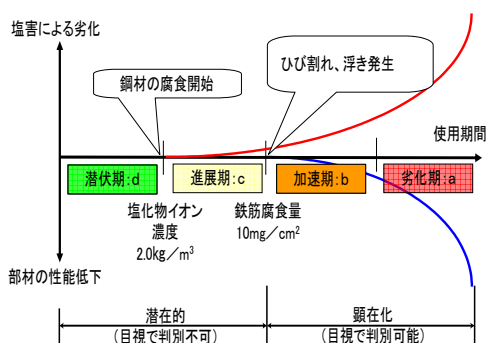 塩害による劣化
鋼材の腐食開始
ひび割れ、浮き発生
使用期間
潜伏期:d
進展期:c
加速期:b
劣化期:a
塩化物イオン
濃度
2.0kg／m³
鉄筋腐食量
10mg／cm²
部材の性能低下
潜在的
(目視で判別不可)
顕在化
(目視で判別可能)